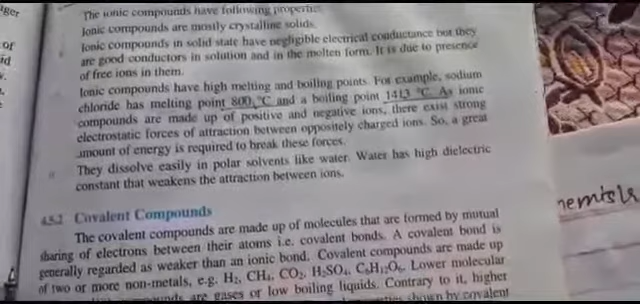 The ionic compounds have following properties
Ionic compounds are mostly crystalline solids.
Ionic compounds in solid state have negligible electrical conductance but they
are good conductors in solution and in the molten form. It is due to presence
of free ions in them.
Ionic compounds have high melting and boiling points. For example, sodium
chloride has melting point 800 °C and a boiling point 1413 °C. As ionic
compounds are made up of positive and negative ions, there exist strong
electrostatic forces of attraction between oppositely charged ions. So, a great
amount of energy is required to break these forces.
They dissolve easily in polar solvents like water. Water has high dielectric
constant that weakens the attraction between ions.
4.5.2 Covalent Compounds
The covalent compounds are made up of molecules that are formed by mutual
sharing of electrons between their atoms i.e. covalent bonds. A covalent bond is
generally regarded as weaker than an ionic bond. Covalent compounds are made up
of two or more non-metals, e.g. H₂, CH₄, CO₂, H₂SO₄, C₆H₁₂O₆. Lower molecular
are gases or low boiling liquids. Contrary to it, higher
shown by covalent